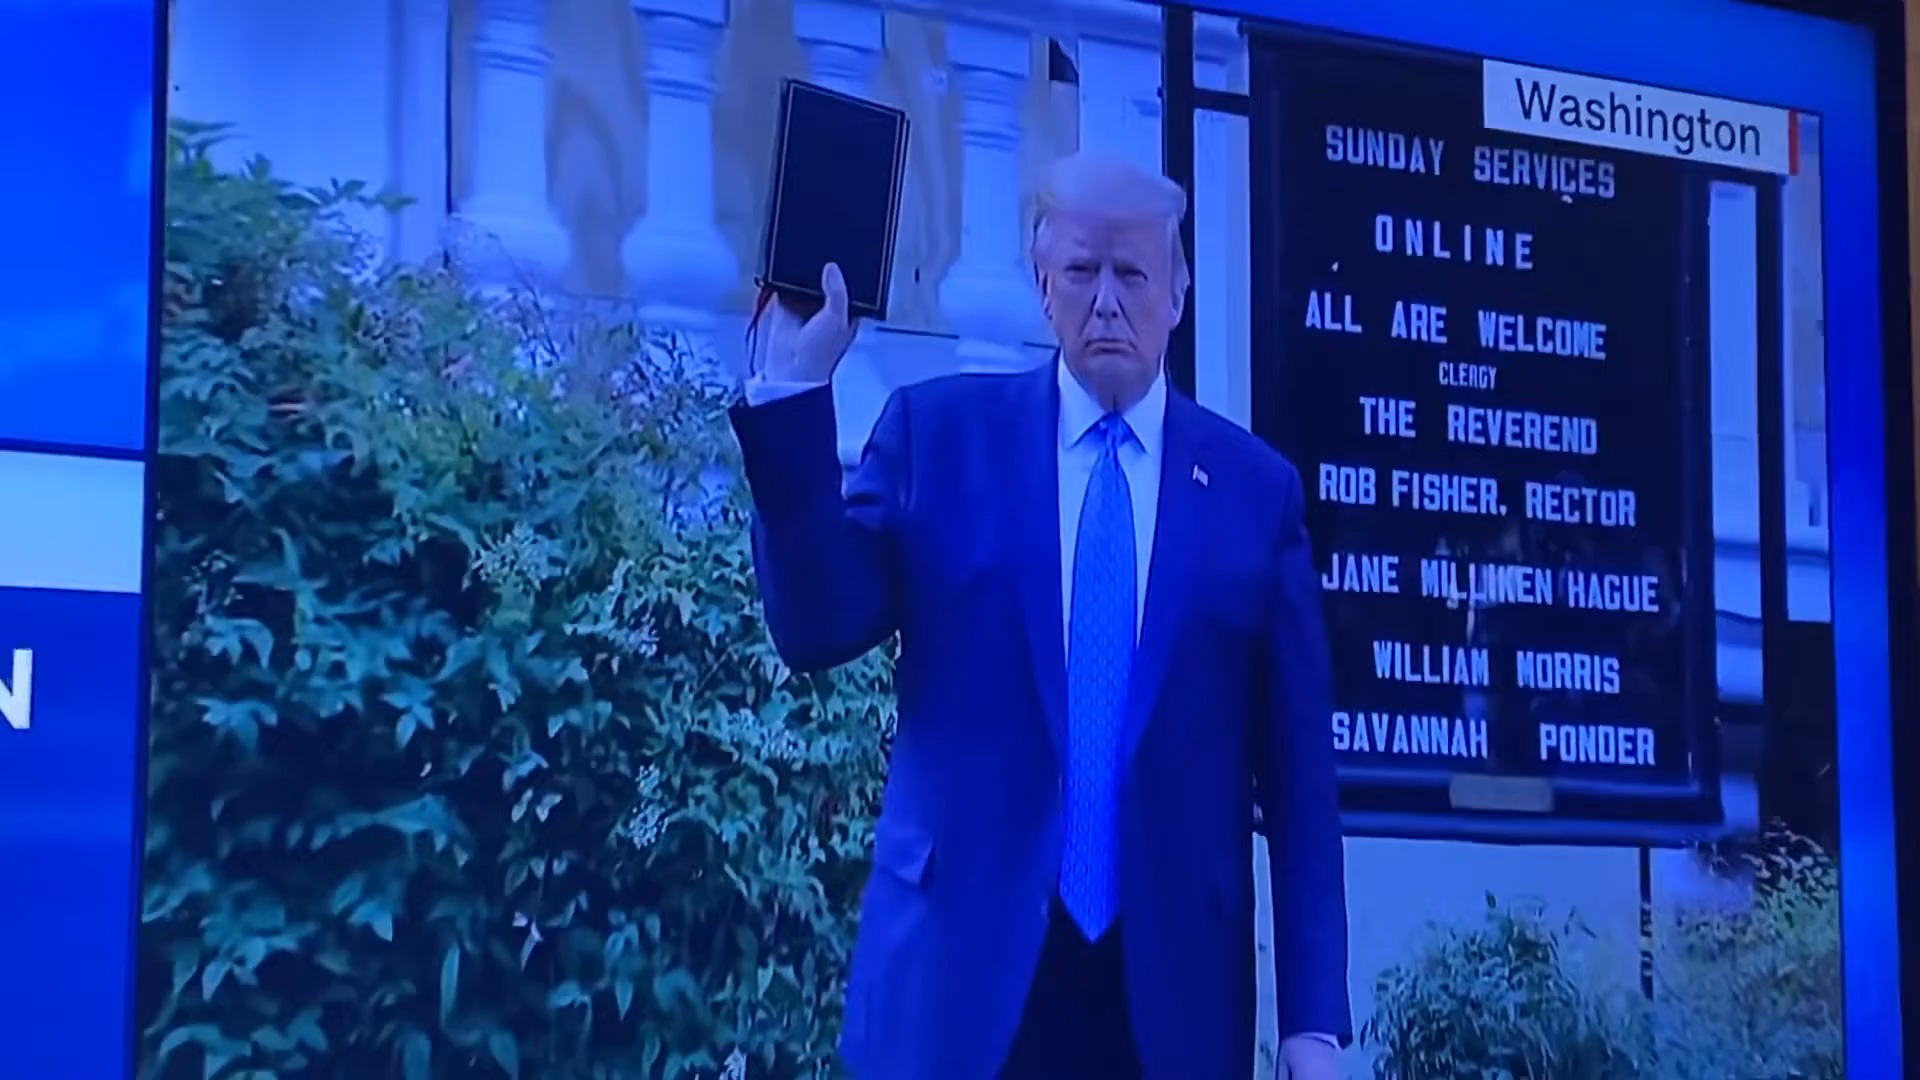 Washington
SUNDAY SERVICES
ONLINE
ALL ARE WELCOME
CLERGY
THE REVEREND
ROB FISHER, RECTOR
JANE MILLIKEN HAGUE
WILLIAM MORRIS
SAVANNAH PONDER
N